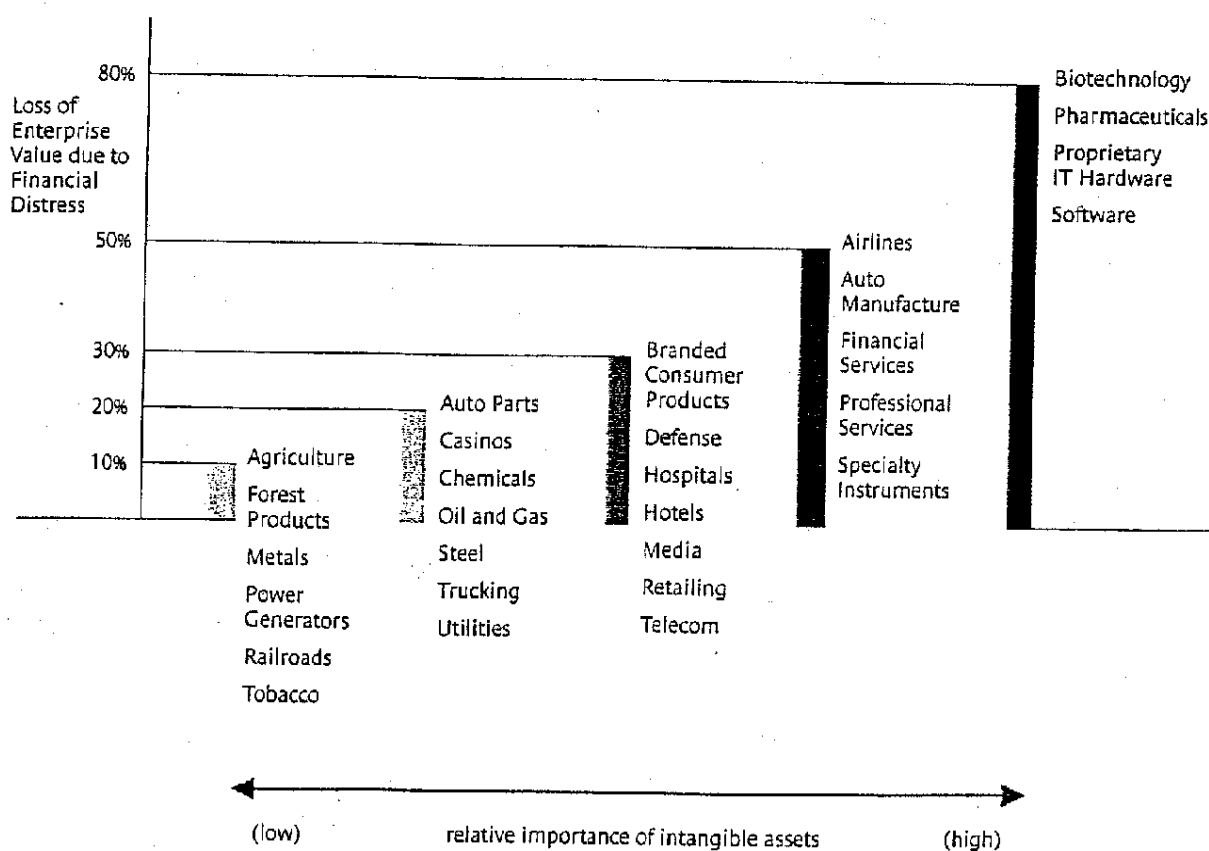 80%
Loss of
Enterprise
Value due to
Financial
Distress
50%
30%
20%
10%
Agriculture
Forest
Products
Metals
Power
Generators
Railroads
Tobacco
Auto Parts
Casinos
Chemicals
Oil and Gas
Steel
Trucking
Utilities
Branded
Consumer
Products
Defense
Hospitals
Hotels
Media
Retailing
Telecom
Airlines
Auto
Manufacture
Financial
Services
Professional
Services
Specialty
Instruments
Biotechnology
Pharmaceuticals
Proprietary
IT Hardware
Software
(low)
relative importance of intangible assets
(high)